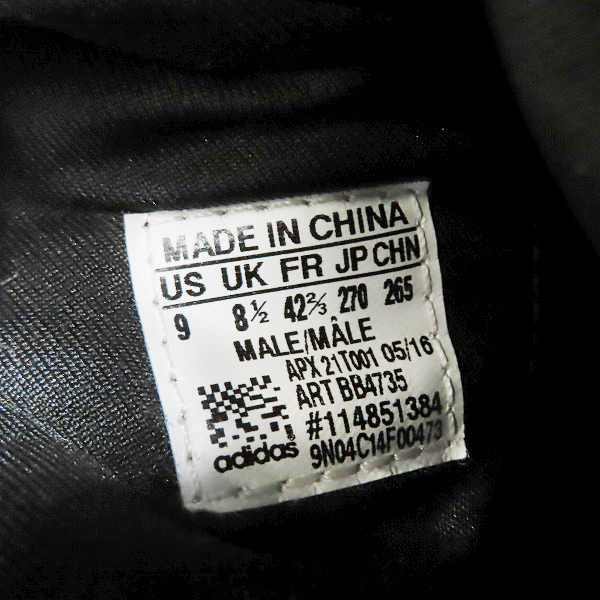 MADE IN CHINA
US UK FR JP CHN
9 8½ 42⅔ 270 265
MALE/MÂLE
APX 21T001 05/16
ART BB4735
#114851384
adidas 9N04C14F00473